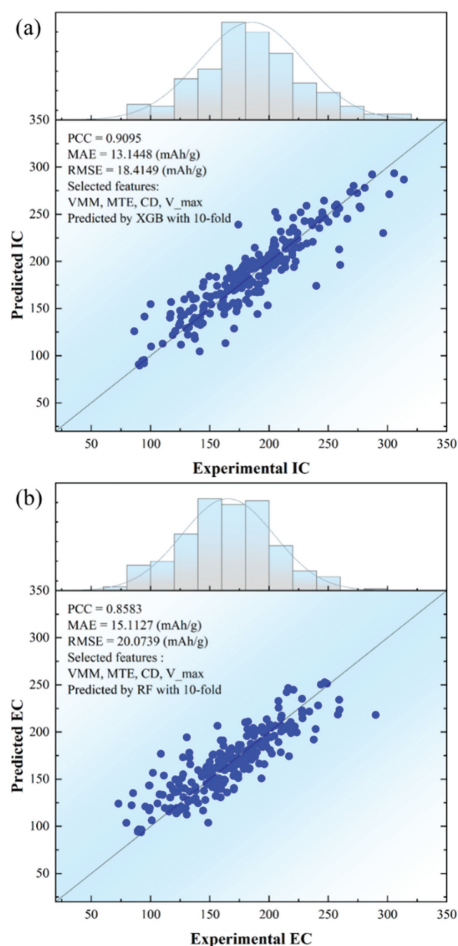 (a)
350
PCC = 0.9095
MAE = 13.1448 (mAh/g)
RMSE = 18.4149 (mAh/g)
Selected features:
VMM, MTE, CD, V_max
Predicted by XGB with 10-fold
300
250
200
150
100
50
Predicted IC
50 100 150 200 250 300 350
Experimental IC
(b)
350
PCC = 0.8583
MAE = 15.1127 (mAh/g)
RMSE = 20.0739 (mAh/g)
Selected features :
VMM, MTE, CD, V_max
Predicted by RF with 10-fold
300
250
200
150
100
50
Predicted EC
50 100 150 200 250 300 350
Experimental EC